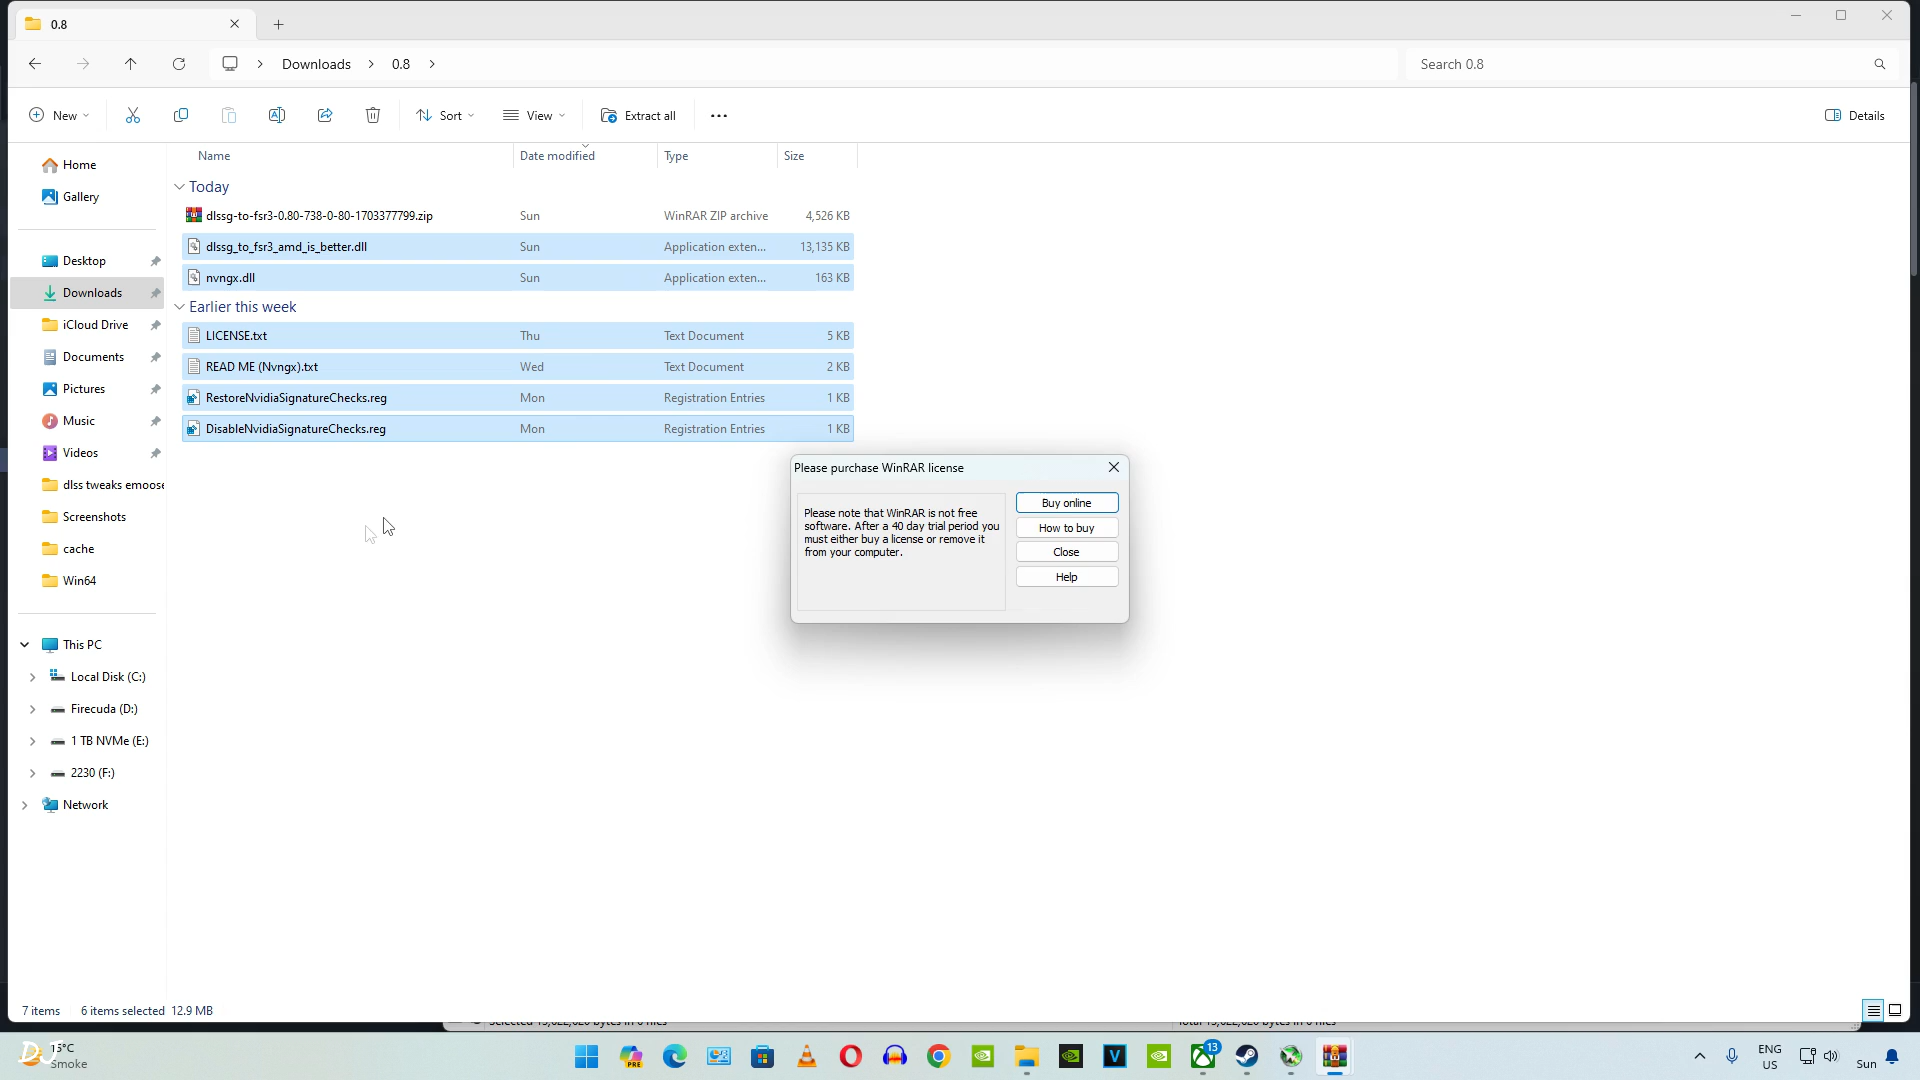 0.8
Downloads
0.8
Search 0.8
New
Sort
View
Extract all
Details
Name
Date modified
Type
Size
Home
Gallery
Desktop
Downloads
iCloud Drive
Documents
Pictures
Music
Videos
dlss tweaks emoose
Screenshots
cache
Win64
This PC
Local Disk (C:)
Firecuda (D:)
1 TB NVMe (E:)
2230 (F:)
Network
Today
dlssg-to-fsr3-0.80-738-0-80-1703377799.zip Sun WinRAR ZIP archive 4,526 KB
dlssg_to_fsr3_amd_is_better.dll Sun Application exten... 13,135 KB
nvngx.dll Sun Application exten... 163 KB
Earlier this week
LICENSE.txt Thu Text Document 5 KB
READ ME (Nvngx).txt Wed Text Document 2 KB
RestoreNvidiaSignatureChecks.reg Mon Registration Entries 1 KB
DisableNvidiaSignatureChecks.reg Mon Registration Entries 1 KB
Please purchase WinRAR license
Please note that WinRAR is not free
software. After a 40 day trial period you
must either buy a license or remove it
from your computer.
Buy online
How to buy
Close
Help
7 items 6 items selected 12.9 MB
DJ
15°C
Smoke
PRE
V
13
ENG
US
Sun